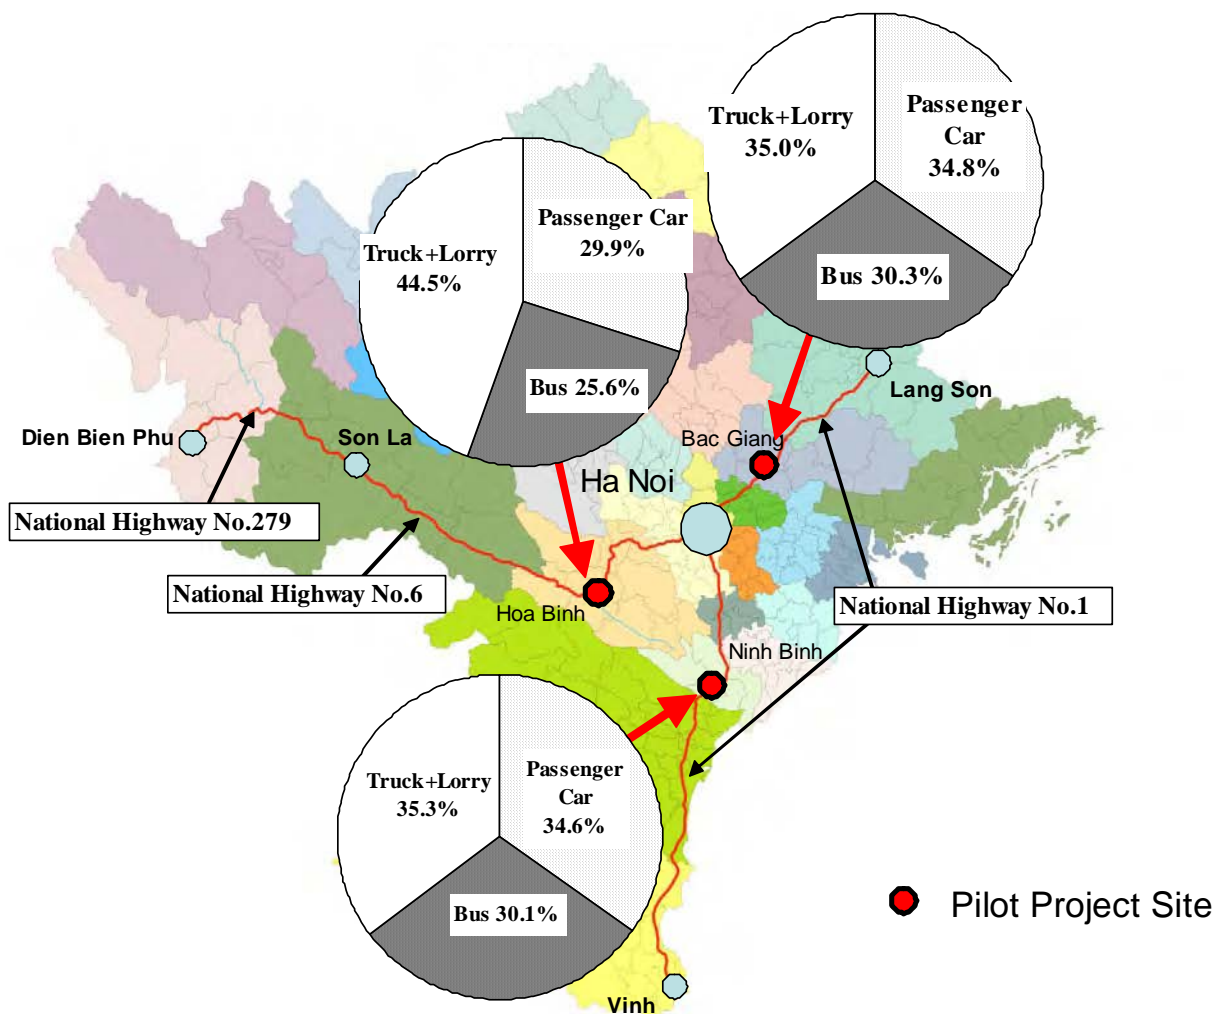 Truck+Lorry
35.0%
Passenger
Car
34.8%
Bus 30.3%
Truck+Lorry
44.5%
Passenger Car
29.9%
Bus 25.6%
Lang Son
Bac Giang
Dien Bien Phu
Son La
Ha Noi
National Highway No.279
National Highway No.6
Hoa Binh
National Highway No.1
Ninh Binh
Truck+Lorry
35.3%
Passenger
Car
34.6%
Bus 30.1%
Pilot Project Site
Vinh